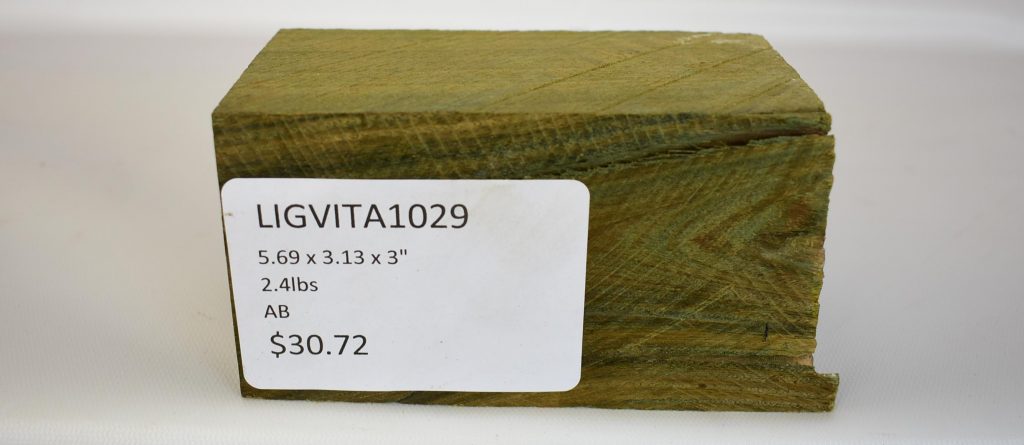 LIGVITA1029
5.69 x 3.13 x 3"
2.4lbs
AB
$30.72